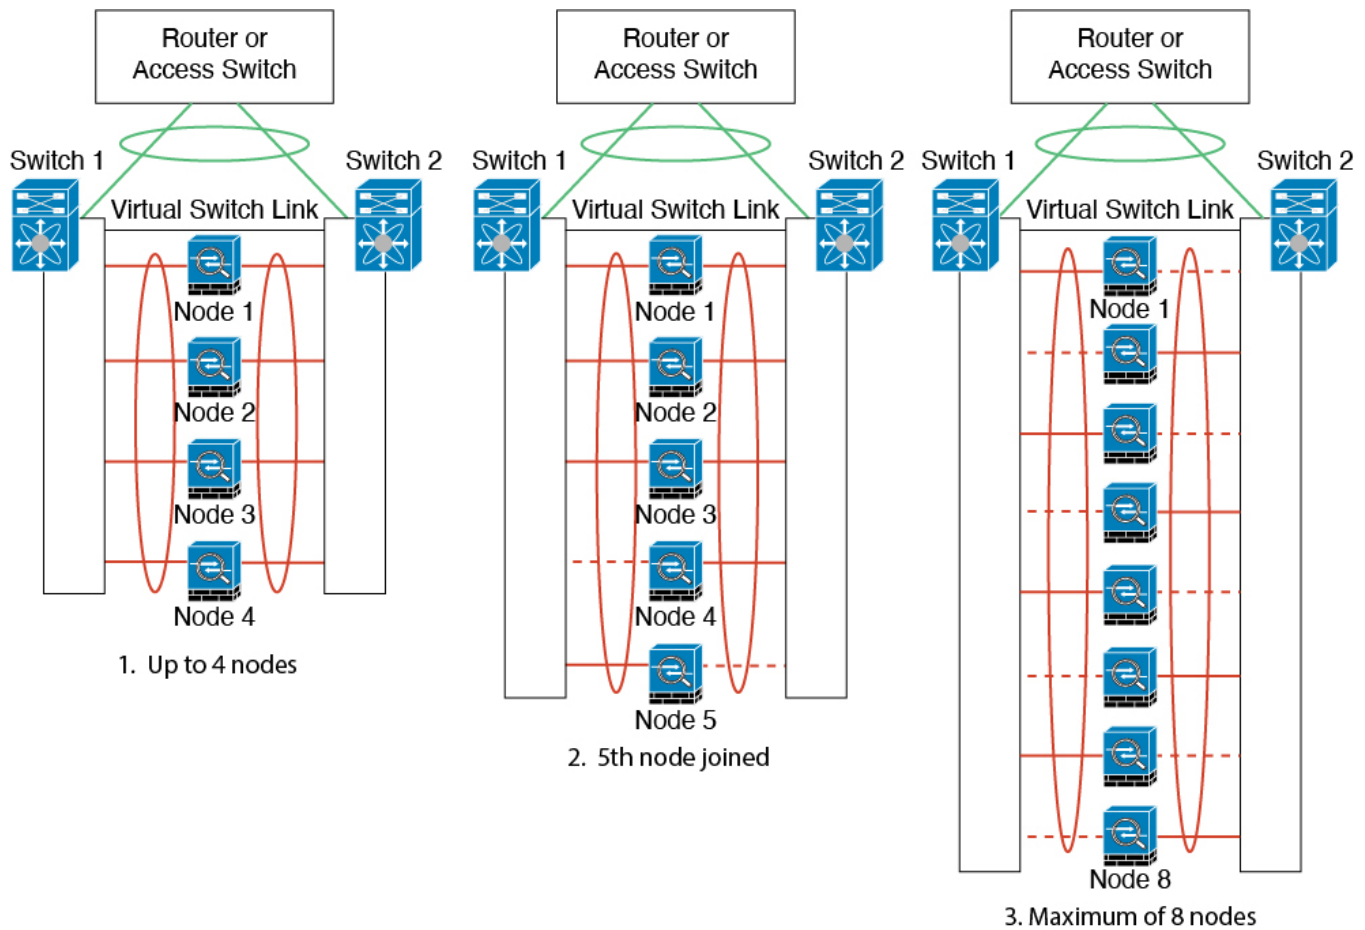 Router or
Access Switch
Switch 1
Switch 2
Virtual Switch Link
Node 1
Node 2
Node 3
Node 4
1. Up to 4 nodes
Router or
Access Switch
Switch 1
Switch 2
Virtual Switch Link
Node 1
Node 2
Node 3
Node 4
Node 5
2. 5th node joined
Router or
Access Switch
Switch 1
Switch 2
Virtual Switch Link
Node 1
Node 8
3. Maximum of 8 nodes